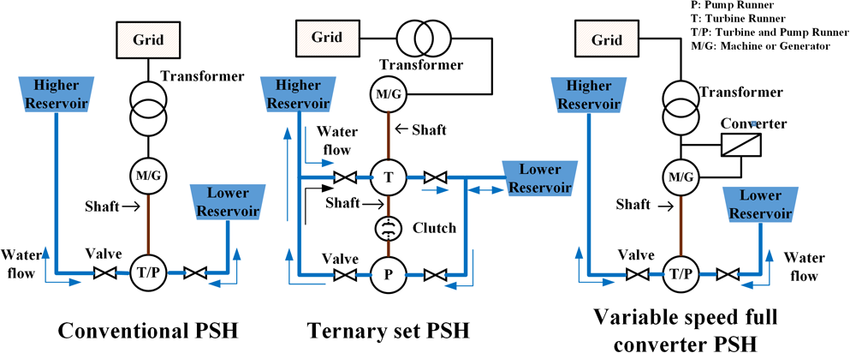 P: Pump Runner
T: Turbine Runner
T/P: Turbine and Pump Runner
M/G: Machine or Generator
Grid
Transformer
Higher
Reservoir
M/G
Lower
Reservoir
Shaft
Water
flow
Valve
T/P
Conventional PSH
Grid
Transformer
Higher
Reservoir
M/G
Water
flow
Shaft
T
Lower
Reservoir
Shaft
Clutch
Valve
P
Ternary set PSH
Grid
Higher
Reservoir
Transformer
Converter
M/G
Shaft
Lower
Reservoir
Valve
T/P
Water
flow
Variable speed full
converter PSH